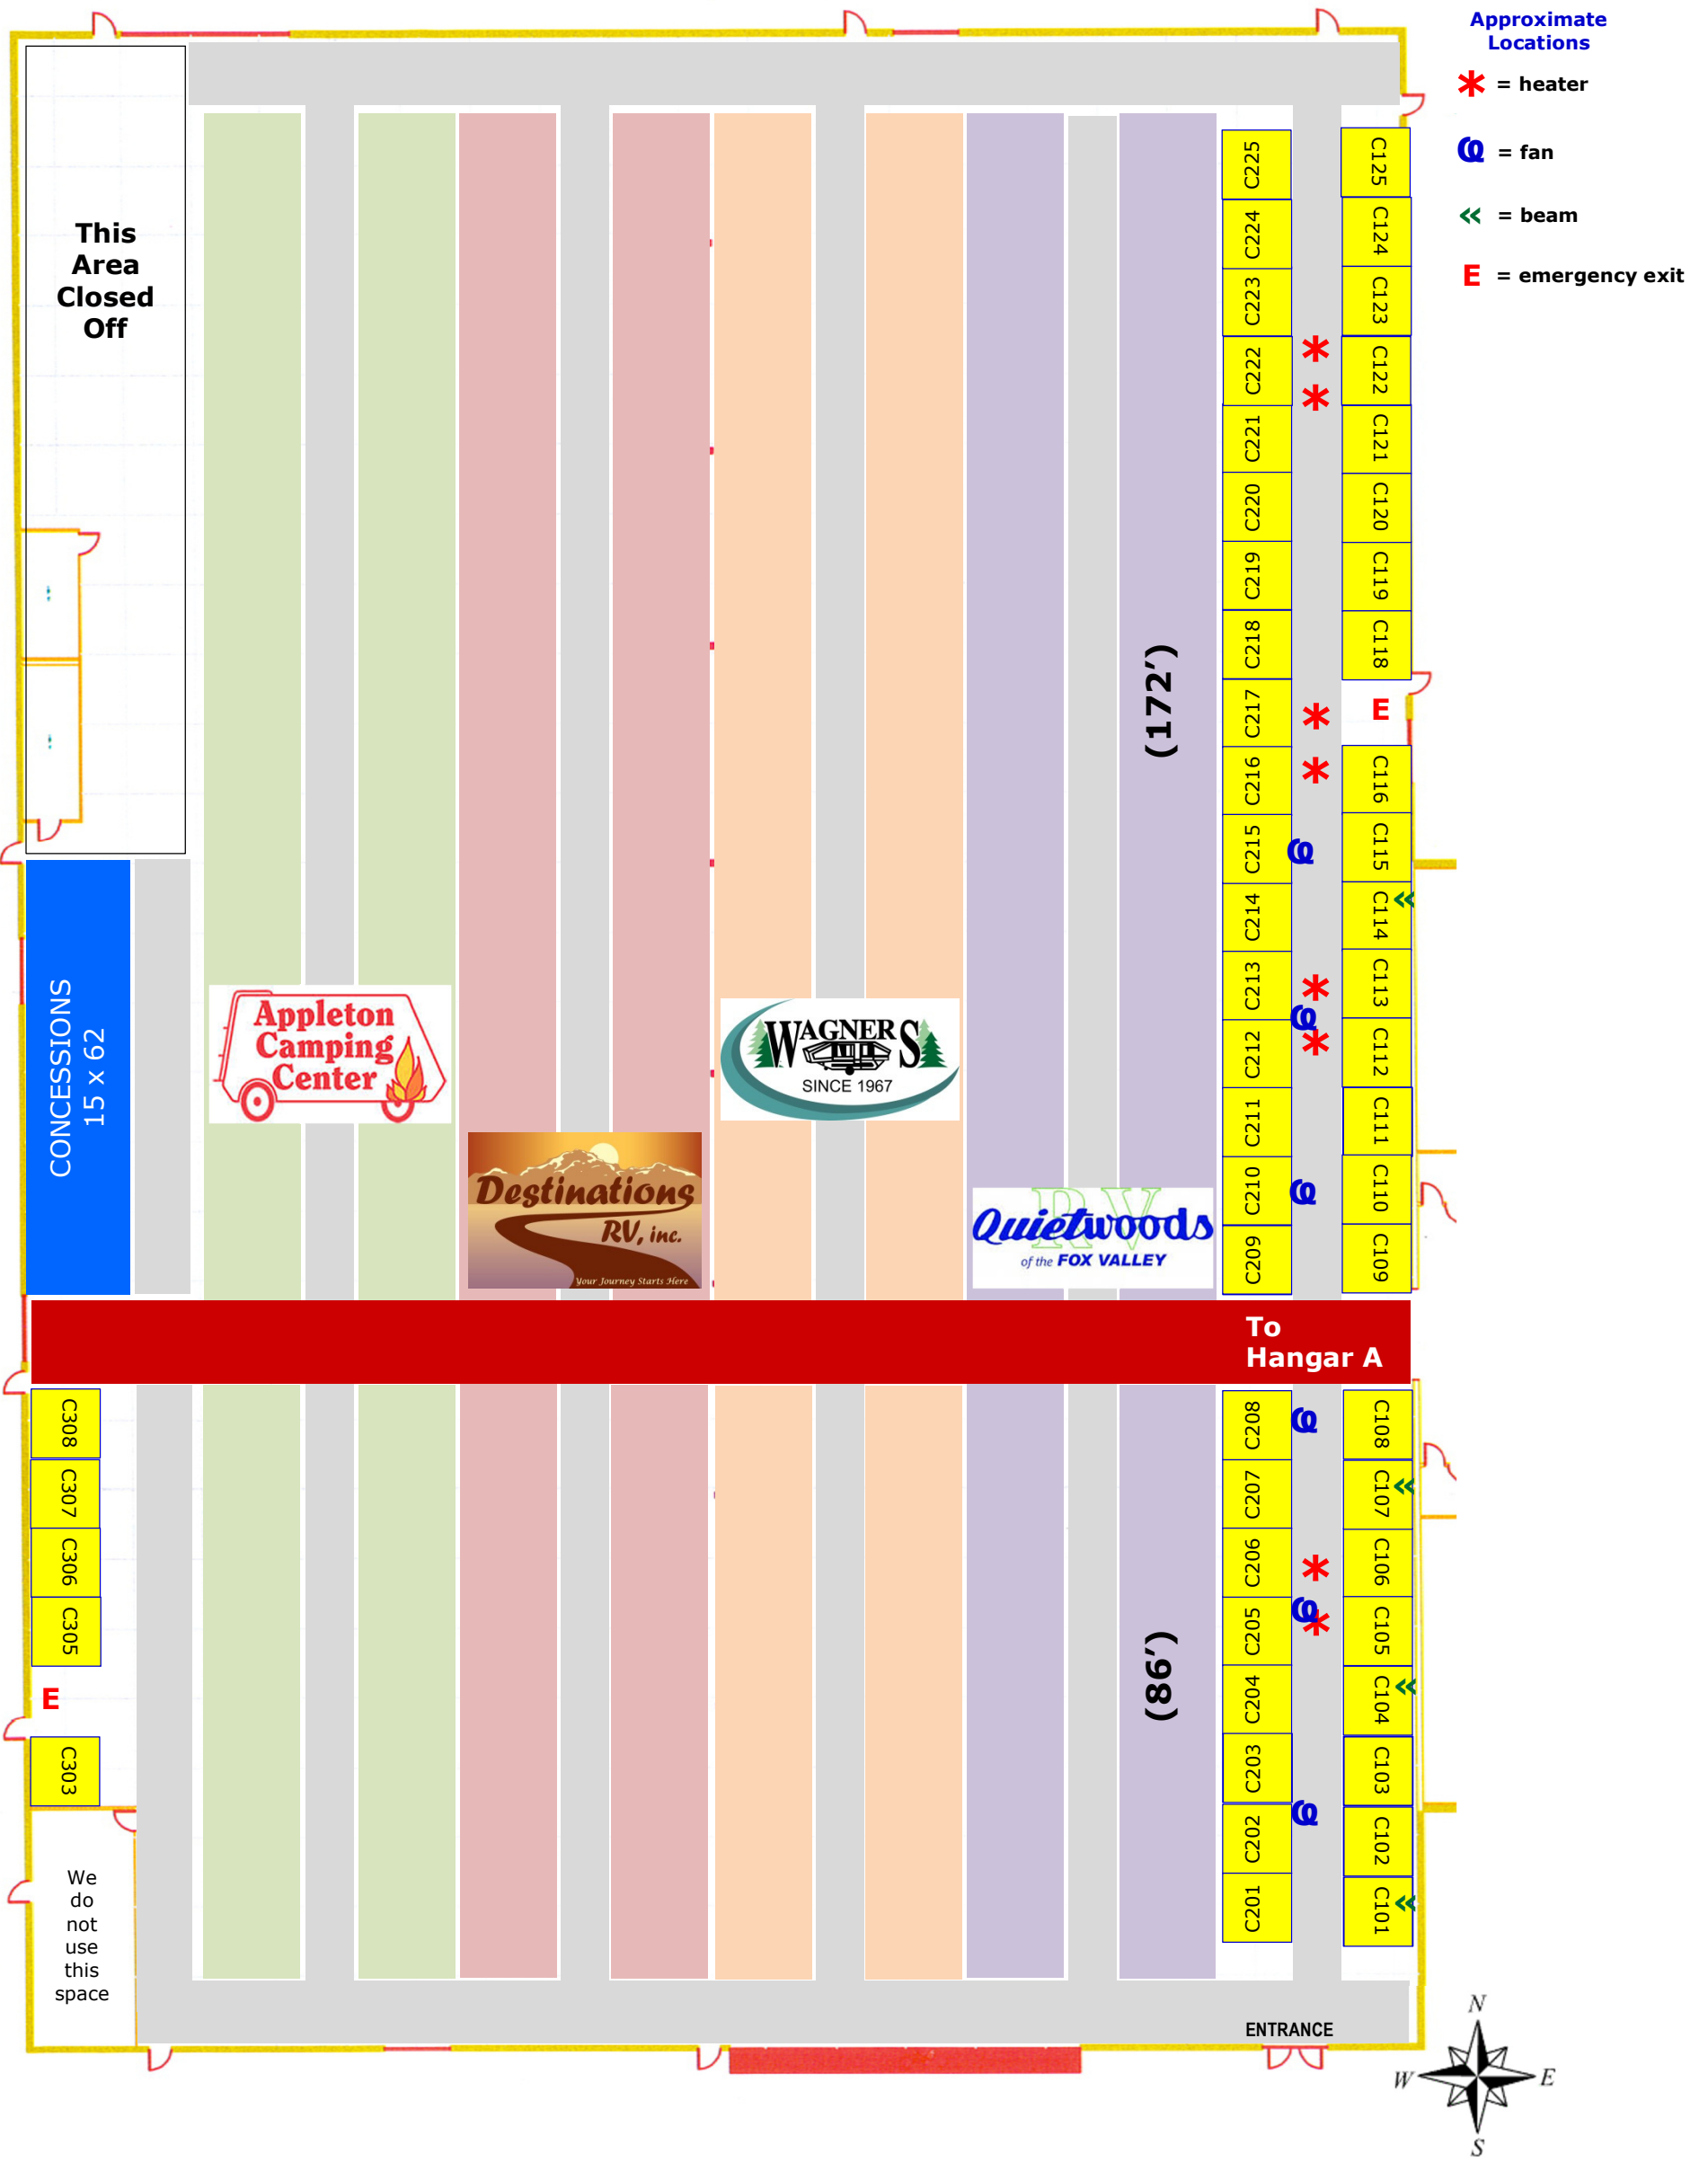 Approximate
Locations
* = heater
= fan
« = beam
E = emergency exit
This
Area
Closed
Off
C225
C224
C223
C222
C221
C220
C219
C218
C217
C216
C215
C214
C213
C212
C211
C210
C209
C125
C124
C123
C122
C121
C120
C119
C118
E
C116
C115
C114
C113
C112
C111
C110
C109
(172')
CONCESSIONS
15 x 62
Appleton
Camping
Center
WAGNERS
SINCE 1967
Destinations
RV, inc.
Your Journey Starts Here
RV
Quietwoods
of the FOX VALLEY
To
Hangar A
C308
C307
C306
C305
E
C303
(86')
C208
C207
C206
C205
C204
C203
C202
C201
C108
C107
C106
C105
C104
C103
C102
C101
We
do
not
use
this
space
ENTRANCE
N
W E
S